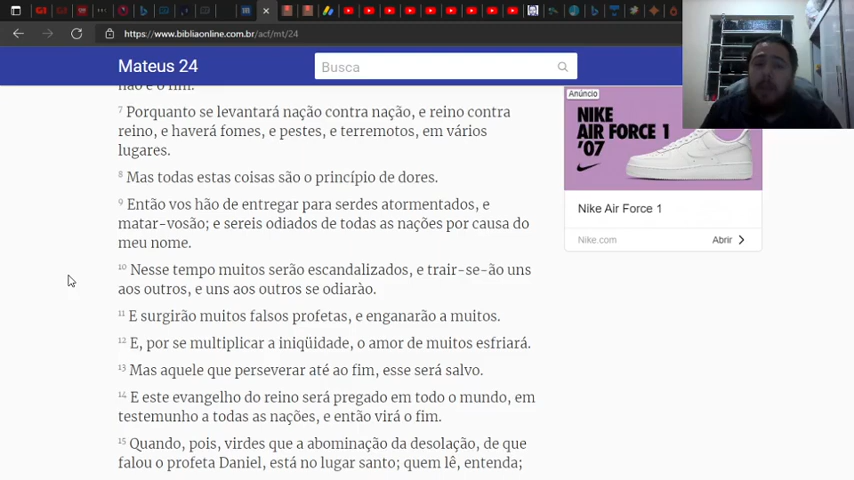 https://www.bibliaonline.com.br/acf/mt/24
Mateus 24
Busca
não é o fim.
7 Porquanto se levantará nação contra nação, e reino contra
reino, e haverá fomes, e pestes, e terremotos, em vários
lugares.
8 Mas todas estas coisas são o princípio de dores.
9 Então vos hão de entregar para serdes atormentados, e
matar-vosão; e sereis odiados de todas as nações por causa do
meu nome.
10 Nesse tempo muitos serão escandalizados, e trair-se-ão uns
aos outros, e uns aos outros se odiarào.
11 E surgirão muitos falsos profetas, e enganarão a muitos.
12 E, por se multiplicar a iniqüidade, o amor de muitos esfriará.
13 Mas aquele que perseverar até ao fim, esse será salvo.
14 E este evangelho do reino será pregado em todo o mundo, em
testemunho a todas as nações, e então virá o fim.
15 Quando, pois, virdes que a abominação da desolação, de que
falou o profeta Daniel, está no lugar santo; quem lê, entenda;
Anúncio
NIKE
AIR FORCE 1
'07
Nike Air Force 1
Nike.com
Abrir